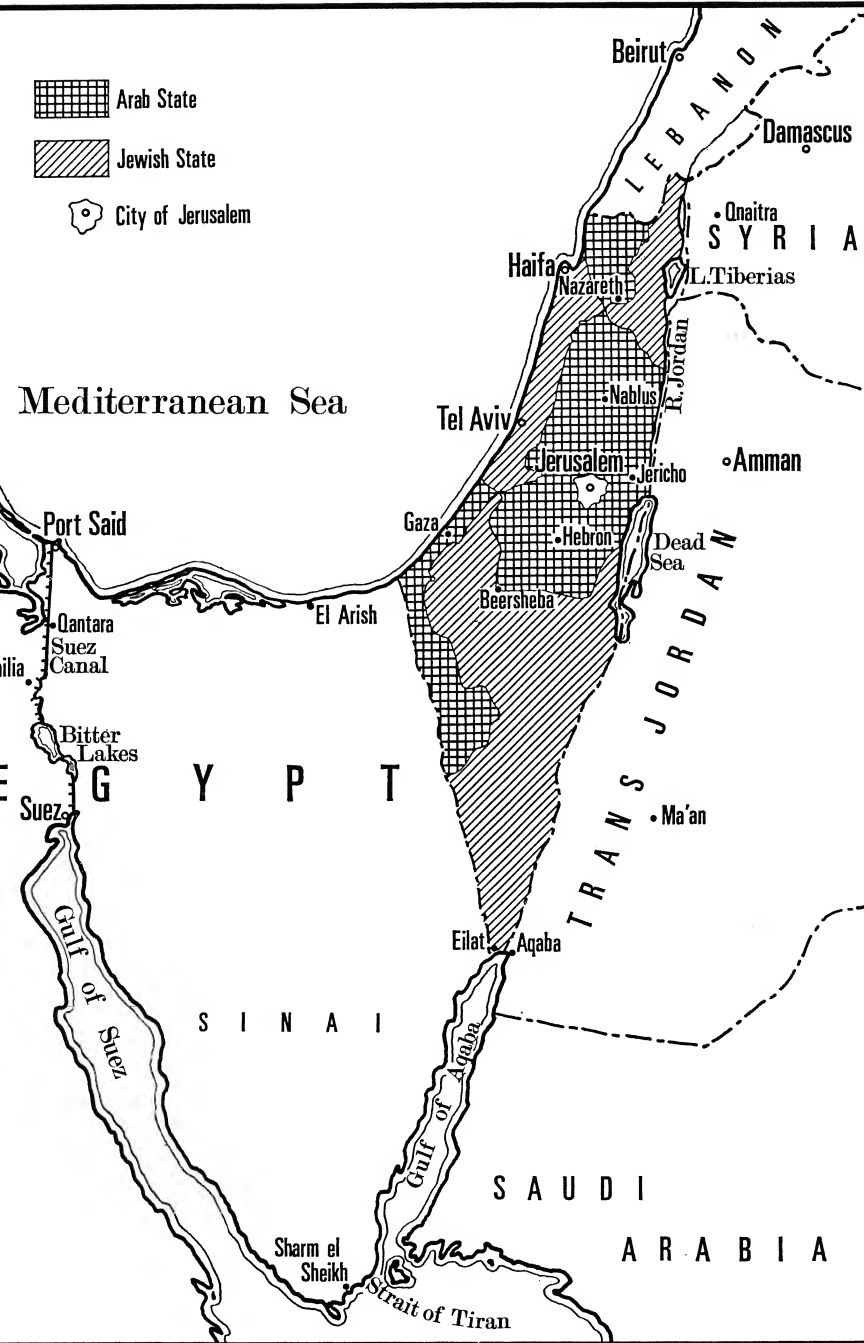 Beirut
LEBANON
Arab State
Jewish State
City of Jerusalem
Damascus
Qnaitra
SYRIA
Haifa
Nazareth
L.Tiberias
R.Jordan
Mediterranean Sea
Nablus
Tel Aviv
Jerusalem
Jericho
Amman
Port Said
Gaza
Hebron
Dead
Sea
El Arish
Beersheba
Qantara
Suez
Canal
ilia
Bitter
Lakes
EGYPT
Suez
TRANS JORDAN
Ma'an
Eilat
Aqaba
Gulf of Suez
SINAI
Gulf of Aqaba
SAUDI
ARABIA
Sharm el
Sheikh
Strait of Tiran